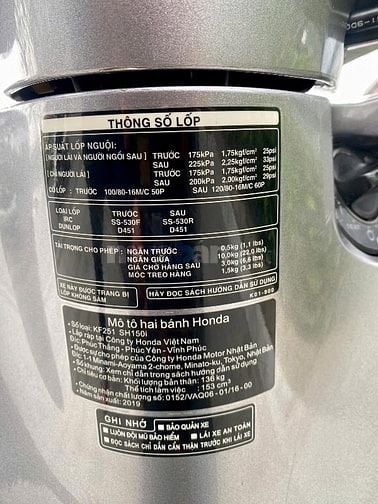 THÔNG SỐ LỐP
ÁP SUẤT LỐP NGUỘI:
[NGƯỜI LÁI VÀ NGƯỜI NGỒI SAU] TRƯỚC 175kPa 1,75kgf/cm² 25psi
SAU 225kPa 2,25kgf/cm² 33psi
[CHỈ NGƯỜI LÁI] TRƯỚC 175kPa 1,75kgf/cm² 25psi
SAU 200kPa 2,00kgf/cm² 29psi
CỠ LỐP : TRƯỚC 100/80-16M/C 50P SAU 120/80-16M/C 60P
LOẠI LỐP TRƯỚC SAU
IRC SS-530F SS-530R
DUNLOP D451 D451
TẢI TRỌNG CHO PHÉP : NGĂN TRƯỚC 0,5kg (1,1 lbs)
NGĂN GIỮA 10,0kg (22,0 lbs)
GIÁ CHỞ HÀNG SAU 3,0kg (6,6 lbs)
MÓC TREO HÀNG 1,5kg (3,3 lbs)
XE NÀY ĐƯỢC TRANG BỊ LỐP KHÔNG SĂM
HÃY ĐỌC SÁCH HƯỚNG DẪN SỬ DỤNG
Mô tô hai bánh Honda
• Số loại: KF251 SH150i
• Lắp ráp tại Công ty Honda Việt Nam
Đ/c: Phúc Thắng - Phúc Yên - Vĩnh Phúc
• Được sự cho phép của Công ty Honda Motor Nhật Bản
Đ/c: 1-1 Minami-Aoyama 2-chome, Minato-ku, Tokyo, Nhật Bản
• Số khung: Xem chỉ dẫn trong sách hướng dẫn sử dụng
• Chỉ tiêu cơ bản: Khối lượng bản thân: 136 kg
Thể tích làm việc : 153 cm³
• Chứng nhận chất lượng số: 0152/VAQ06 - 01/16 - 00
• Năm sản xuất: 2019
GHI NHỚ
BẢO QUẢN XE
LUÔN ĐỘI MŨ BẢO HIỂM
LÁI XE AN TOÀN
ĐỌC SÁCH CHỈ DẪN CẨN THẬN TRƯỚC KHI LÁI XE